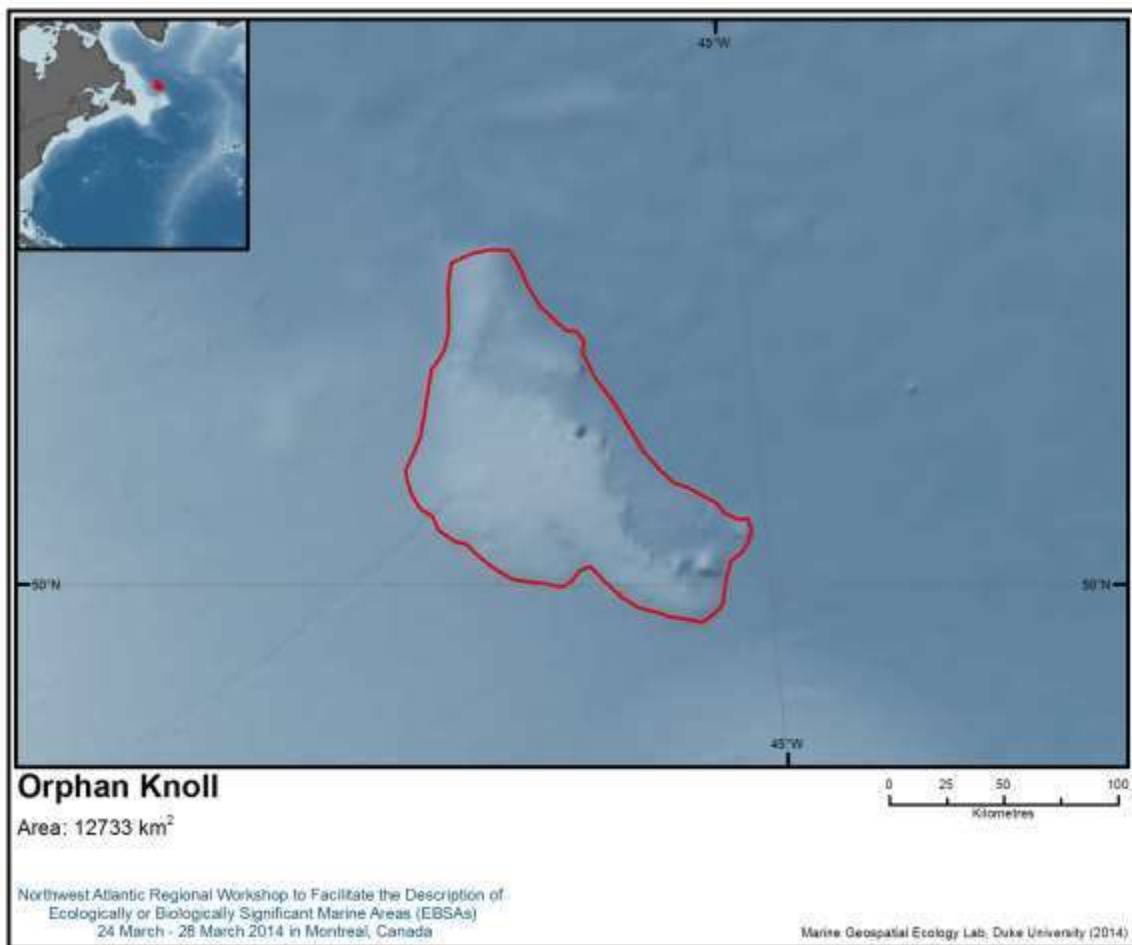 45°W
50°N
50°N
45°W
Orphan Knoll
Area: 12733 km²
0 25 50 100
Kilometres
Northwest Atlantic Regional Workshop to Facilitate the Description of
Ecologically or Biologically Significant Marine Areas (EBSAs)
24 March - 28 March 2014 in Montreal, Canada
Marine Geospatial Ecology Lab, Duke University (2014)